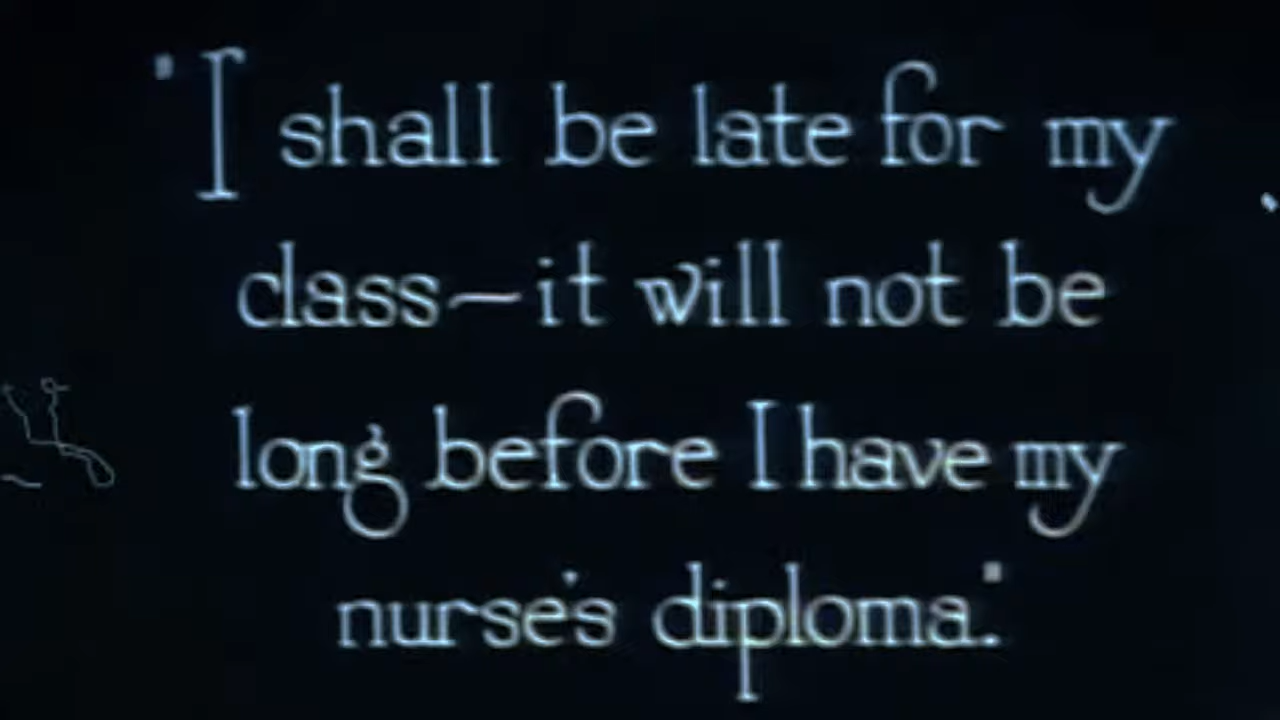 "I shall be late for my
class—it will not be
long before I have my
nurse's diploma."